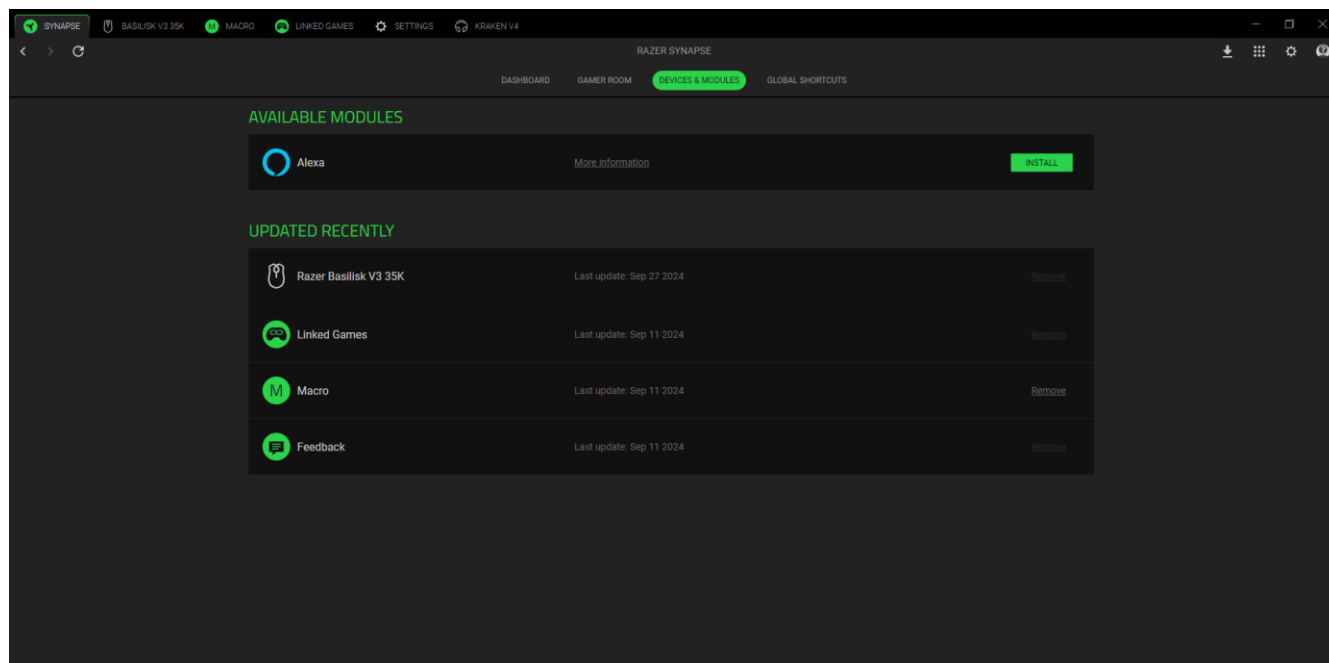 SYNAPSE BASILISK V3 35K MACRO LINKED GAMES SETTINGS KRAKEN V4
RAZER SYNAPSE
DASHBOARD GAMER ROOM DEVICES & MODULES GLOBAL SHORTCUTS
AVAILABLE MODULES
Alexa More information INSTALL
UPDATED RECENTLY
Razer Basilisk V3 35K Last update: Sep 27 2024 Remove
Linked Games Last update: Sep 11 2024 Remove
M Macro Last update: Sep 11 2024 Remove
Feedback Last update: Sep 11 2024 Remove